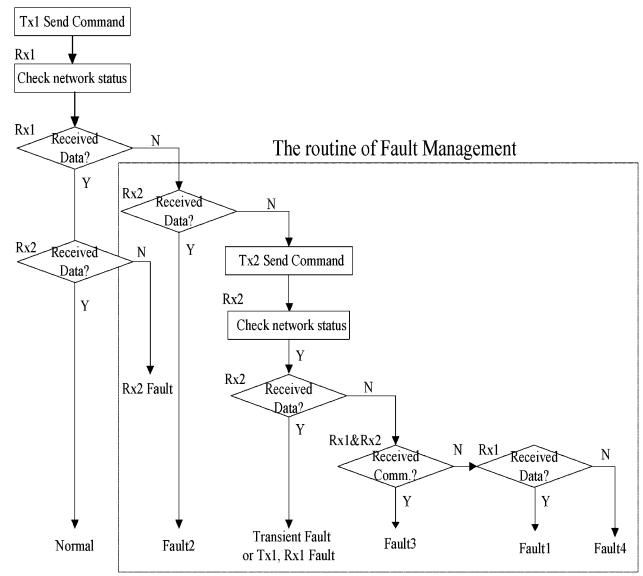 Tx1 Send Command
Rx1
Check network status
Rx1
Received
Data?
N
Y
The routine of Fault Management
Rx2
Received
Data?
N
Y
Rx2
Received
Data?
N
Y
Tx2 Send Command
Rx2
Check network status
Y
Rx2 Fault
Rx2
Received
Data?
N
Y
Rx1&Rx2
Received
Comm.?
N
Y
Rx1
Received
Data?
N
Y
Normal
Fault2
Transient Fault
or Tx1, Rx1 Fault
Fault3
Fault1
Fault4